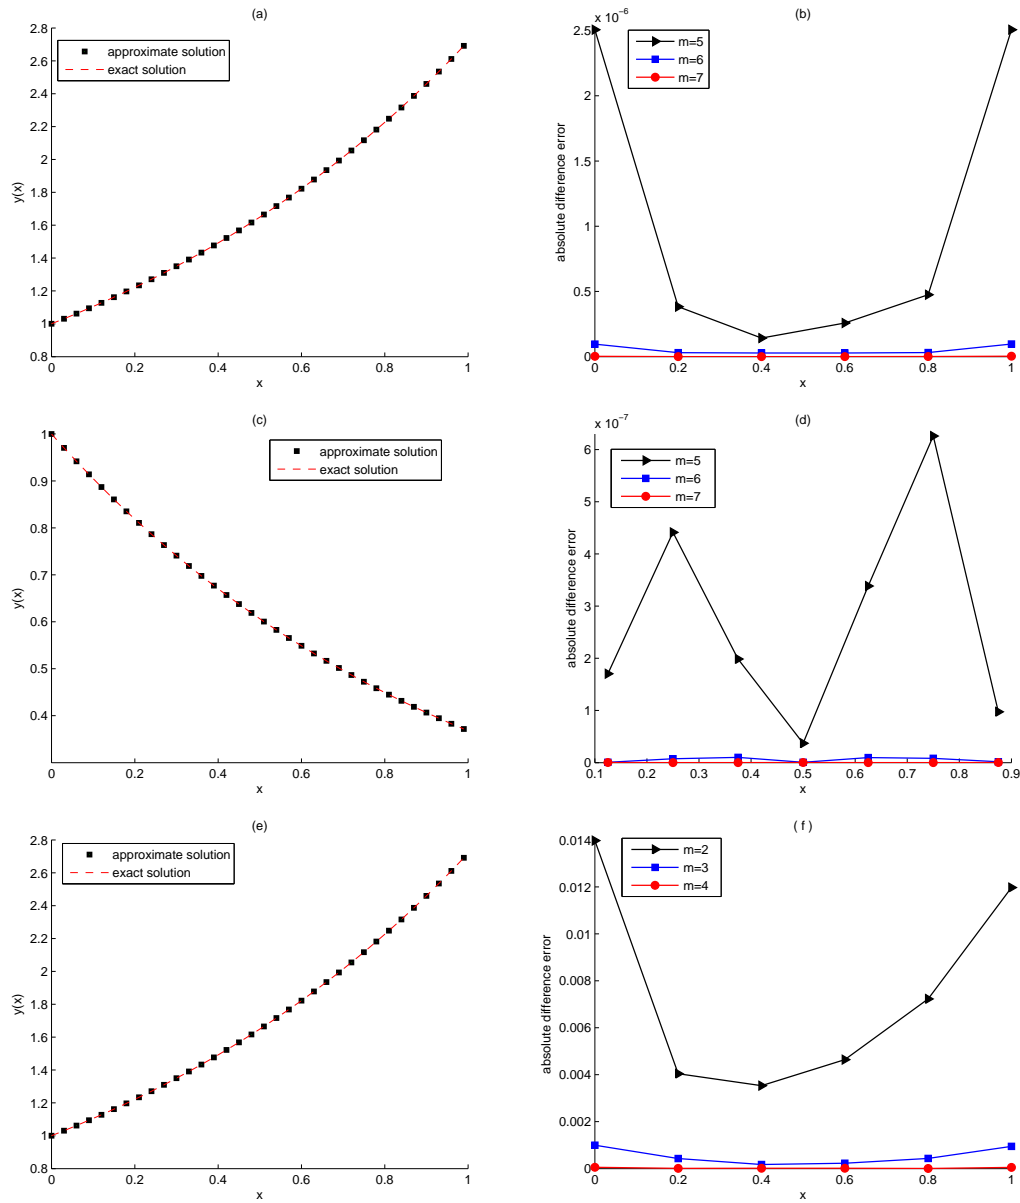 (a)
2.8
2.6
2.4
2.2
2
1.8
1.6
1.4
1.2
1
0.8
0
0.2
0.4
0.6
0.8
1
x
y(x)
approximate solution
exact solution
(b)
x 10^-6
2.5
2
1.5
1
0.5
0
0
0.2
0.4
0.6
0.8
1
x
absolute difference error
m=5
m=6
m=7
(c)
1
0.9
0.8
0.7
0.6
0.5
0.4
0
0.2
0.4
0.6
0.8
1
x
y(x)
approximate solution
exact solution
(d)
x 10^-7
6
5
4
3
2
1
0
0.1
0.2
0.3
0.4
0.5
0.6
0.7
0.8
0.9
x
absolute difference error
m=5
m=6
m=7
(e)
2.8
2.6
2.4
2.2
2
1.8
1.6
1.4
1.2
1
0.8
0
0.2
0.4
0.6
0.8
1
x
y(x)
approximate solution
exact solution
( f )
0.014
0.012
0.01
0.008
0.006
0.004
0.002
0
0
0.2
0.4
0.6
0.8
1
x
absolute difference error
m=2
m=3
m=4